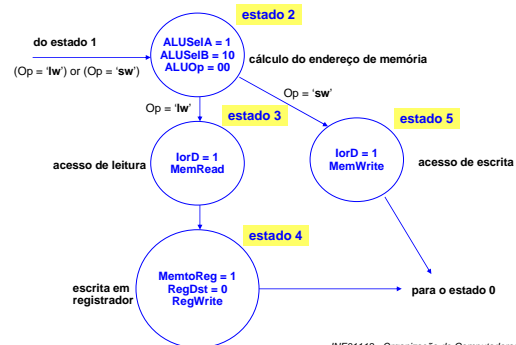 estado 2
do estado 1
ALUSelA = 1
ALUSelB = 10
ALUOp = 00
cálculo do endereço de memória
(Op = ‘lw’) or (Op = ‘sw’)
Op = ‘sw’
Op = ‘lw’
estado 3
estado 5
acesso de leitura
IorD = 1
MemRead
IorD = 1
MemWrite
acesso de escrita
estado 4
MemtoReg = 1
RegDst = 0
RegWrite
escrita em
registrador
para o estado 0